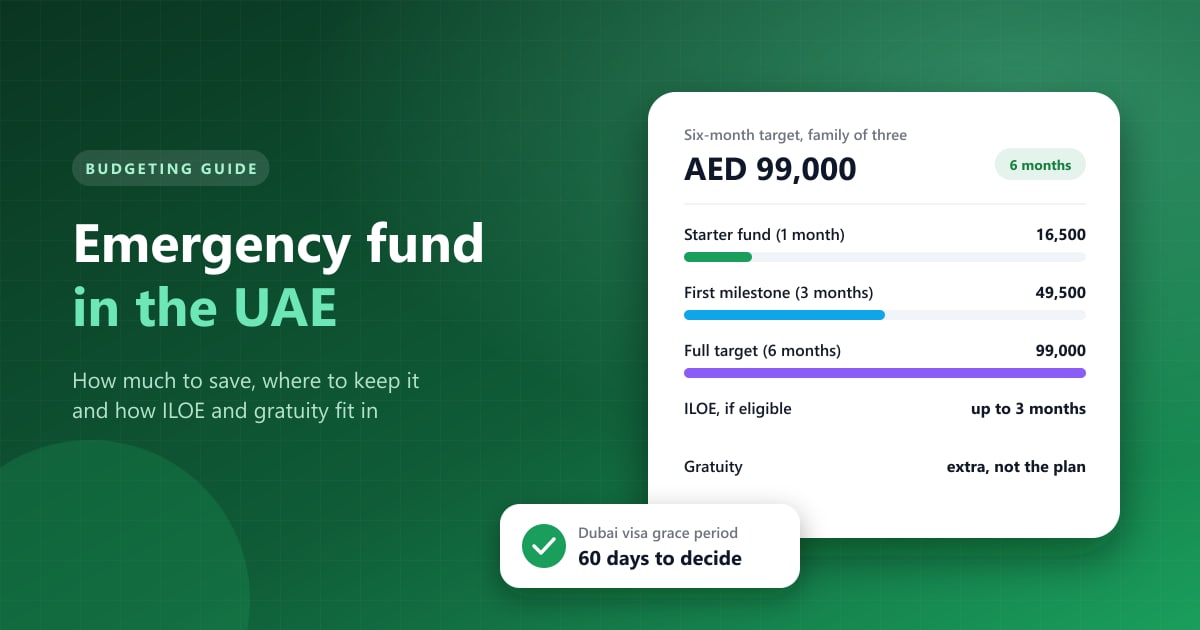 BUDGETING GUIDE
Emergency fund
in the UAE
How much to save, where to keep it
and how ILOE and gratuity fit in
Six-month target, family of three
AED 99,000
6 months
Starter fund (1 month) 16,500
First milestone (3 months) 49,500
Full target (6 months) 99,000
ILOE, if eligible up to 3 months
Gratuity extra, not the plan
Dubai visa grace period
60 days to decide